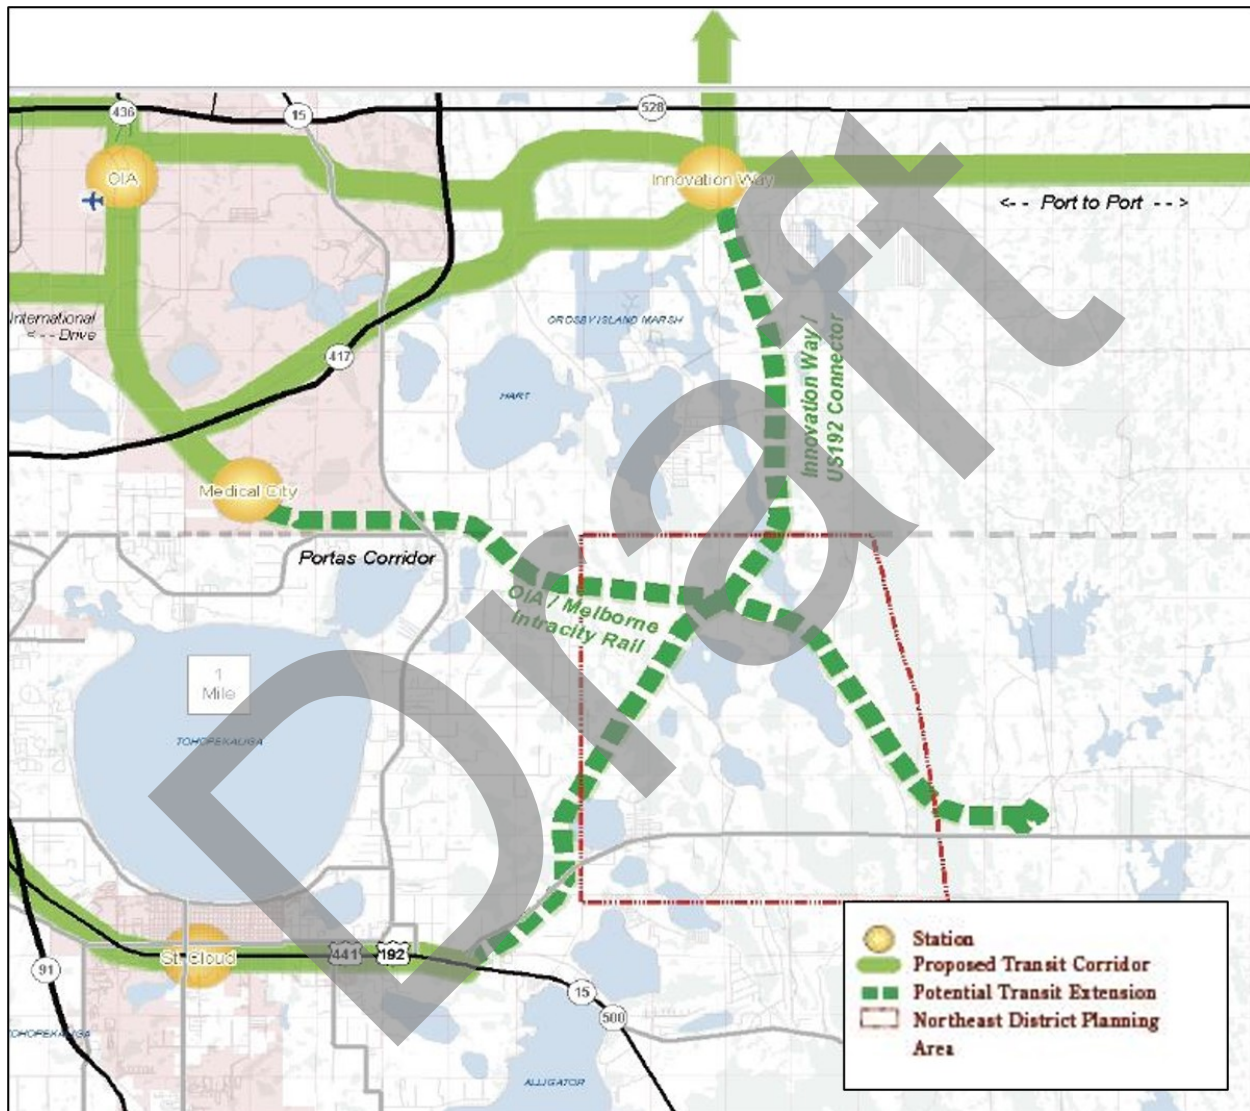 436
15
528
OIA
Innovation Way
<-- Port to Port -->
International
<-- Drive
CROSBY ISLAND MARSH
417
HART
Innovation Way /
US192 Connector
Medical City
Portas Corridor
OIA / Melborne
Intracity Rail
1
Mile
TOHOPEKALIGA
Draft
St. Cloud
441
192
91
15
500
TOHOPEKALIGA
ALLIGATOR
Station
Proposed Transit Corridor
Potential Transit Extension
Northeast District Planning
Area